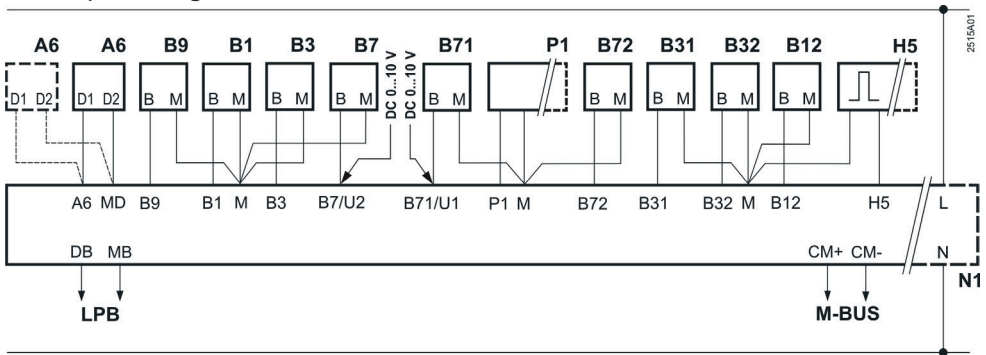 2515A01
A6 A6 B9 B1 B3 B7 DC 0...10 V DC 0...10 V B71 P1 B72 B31 B32 B12 H5
D1 D2 D1 D2 B M B M B M B M B M B M B M B M B M
A6 MD B9 B1 M B3 B7/U2 B71/U1 P1 M B72 B31 B32 M B12 H5 L
DB MB CM+ CM- N
N1
LPB M-BUS